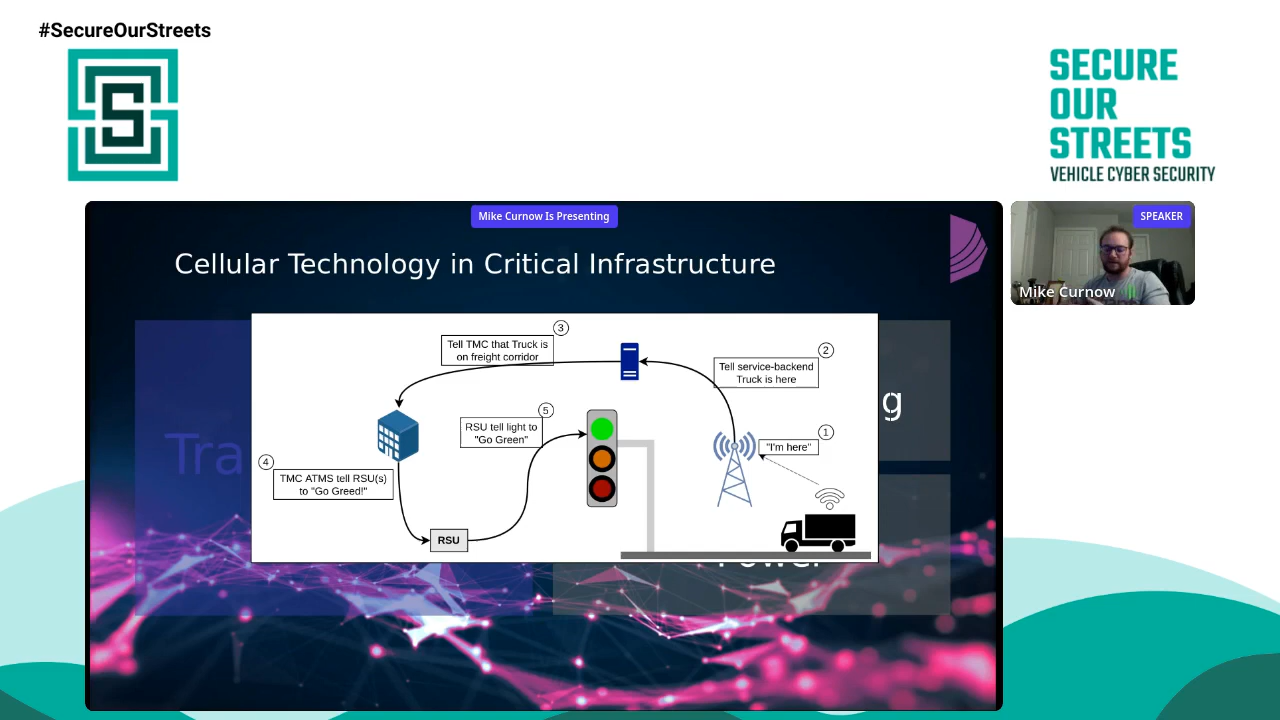 #SecureOurStreets
S
SECURE
OUR
STREETS
VEHICLE CYBER SECURITY
Mike Curnow Is Presenting
SPEAKER
Mike Curnow
Cellular Technology in Critical Infrastructure
3
Tell TMC that Truck is
on freight corridor
2
Tell service-backend
Truck is here
5
RSU tell light to
"Go Green"
1
"I'm here"
4
TMC ATMS tell RSU(s)
to "Go Greed!"
RSU
Tra
g
Power